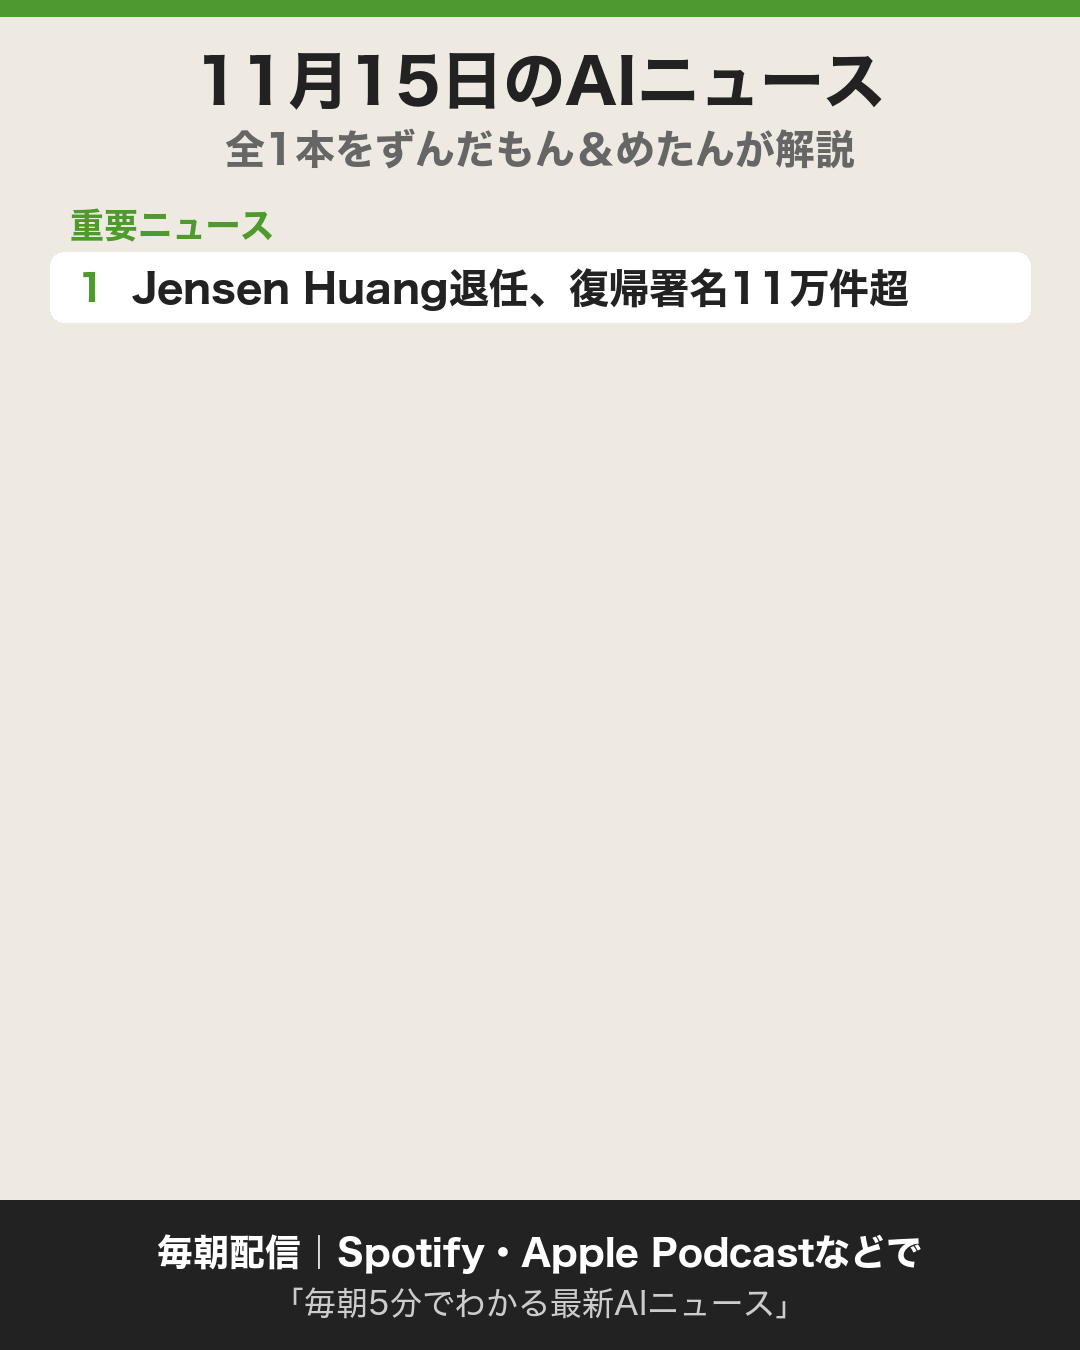 11月15日のAIニュース
全1本をずんだもん＆めたんが解説
重要ニュース
1 Jensen Huang退任、復帰署名11万件超
毎朝配信｜Spotify・Apple Podcastなどで
「毎朝5分でわかる最新AIニュース」